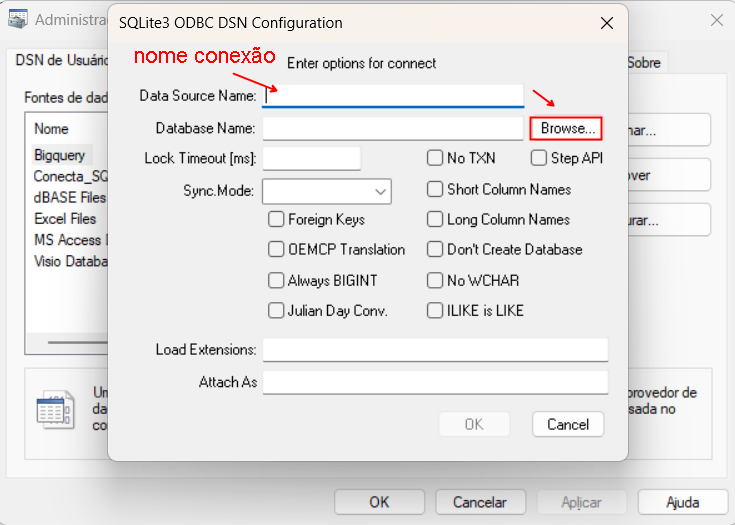 Administra
SQLite3 ODBC DSN Configuration
DSN de Usuário
Sobre
nome conexão
Enter options for connect
Fontes de dad
Data Source Name:
Nome
Database Name:
Browse...
Bigquery
Lock Timeout [ms]:
No TXN
Step API
Conecta_SQ
Sync.Mode:
Short Column Names
dBASE Files
Excel Files
Foreign Keys
Long Column Names
MS Access
OEMCP Translation
Don't Create Database
Visio Databa
Always BIGINT
No WCHAR
Julian Day Conv.
ILIKE is LIKE
Load Extensions:
Attach As
OK
Cancel
Um
provedor de
da
sada no
co
OK
Cancelar
Aplicar
Ajuda